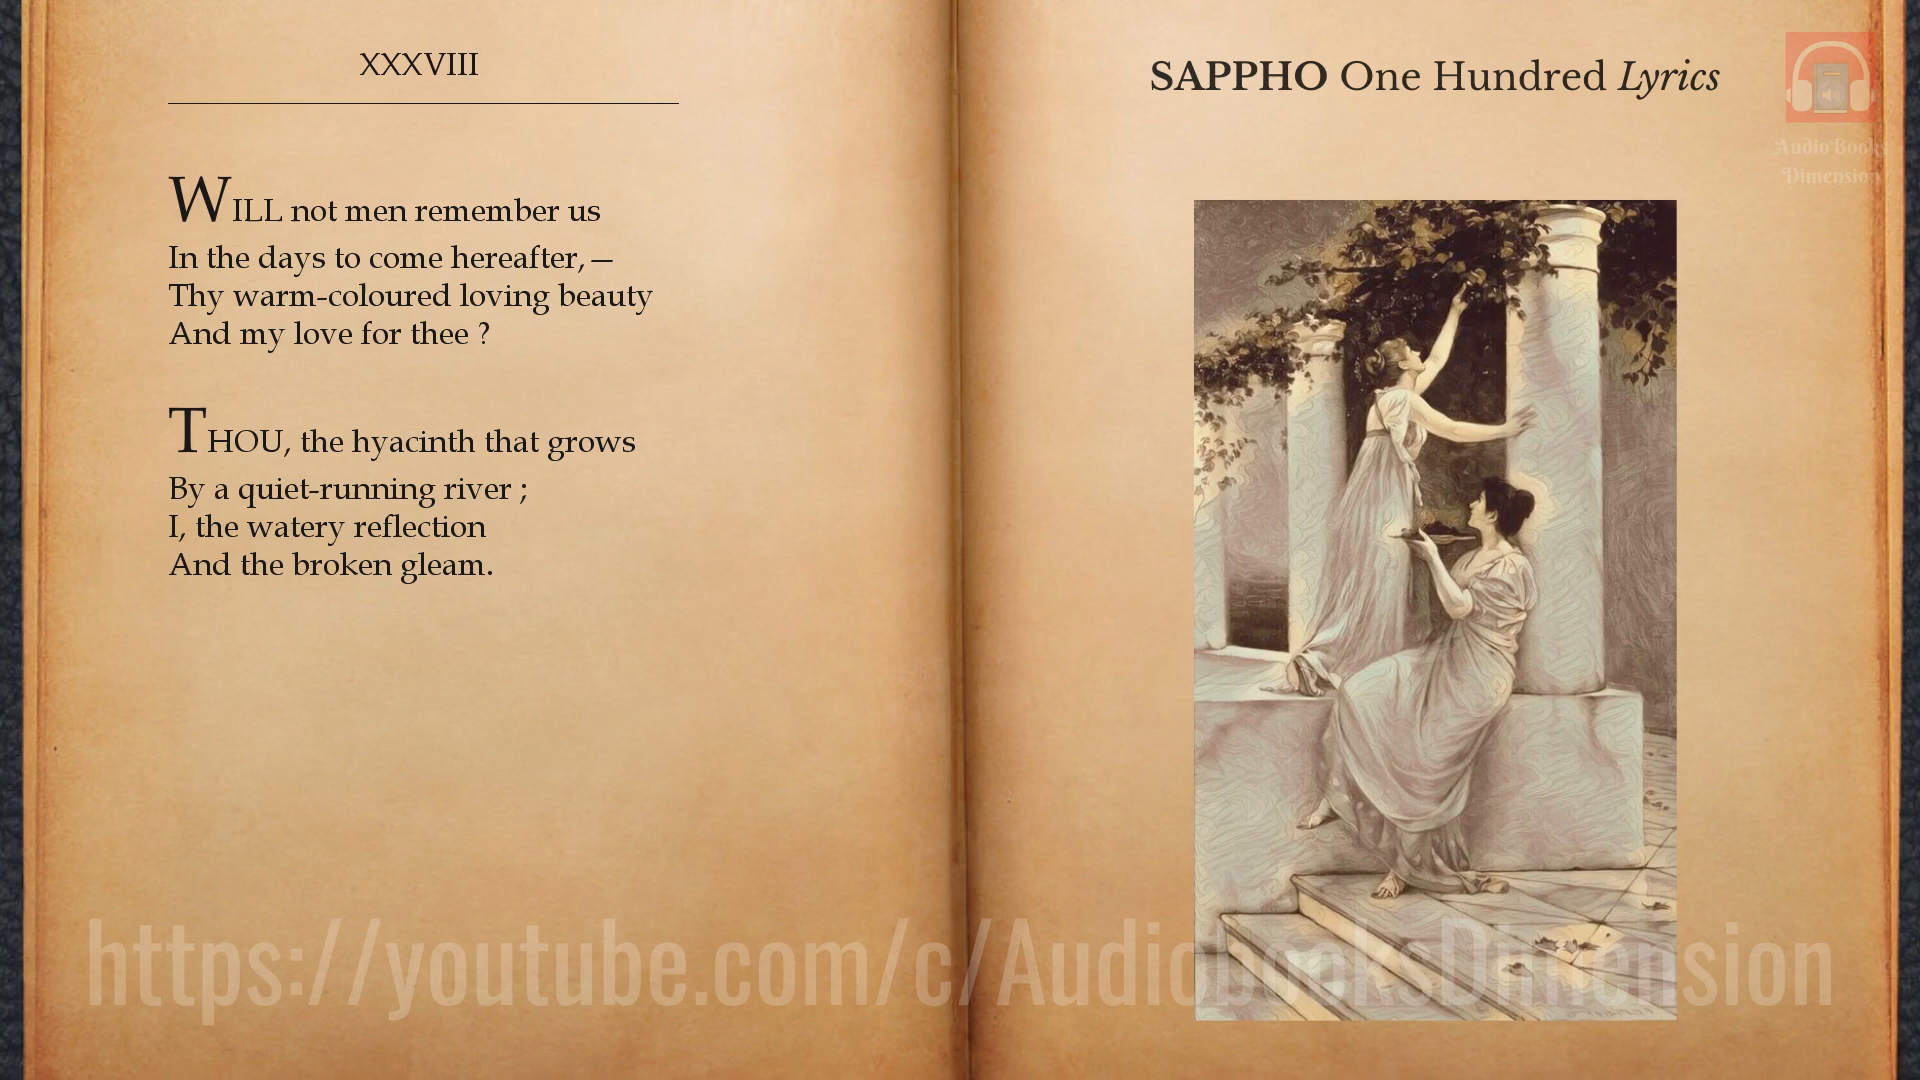 XXXVIII
WILL not men remember us
In the days to come hereafter, —
Thy warm-coloured loving beauty
And my love for thee ?
THOU, the hyacinth that grows
By a quiet-running river ;
I, the watery reflection
And the broken gleam.
SAPPHO One Hundred Lyrics
AudioBooks
Dimension
https://youtube.com/c/AudiobooksDimension